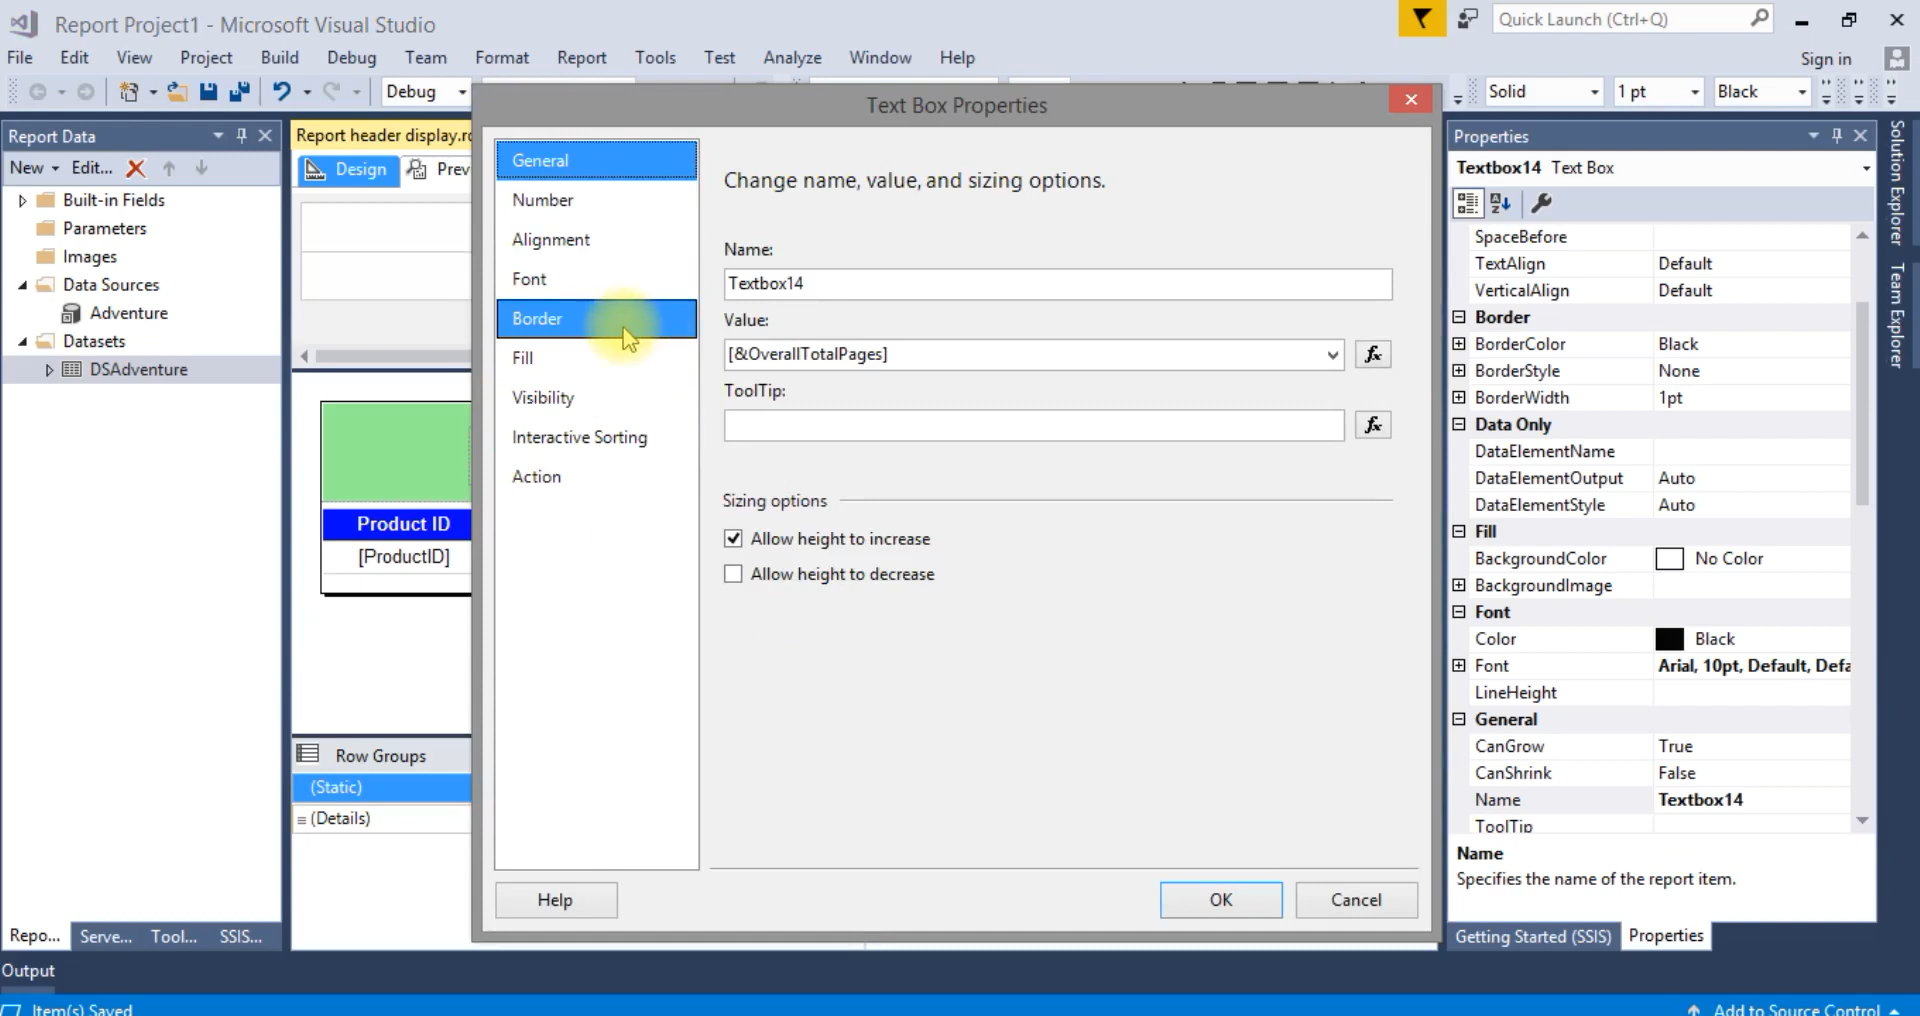 Report Project1 - Microsoft Visual Studio
Quick Launch (Ctrl+Q)
File Edit View Project Build Debug Team Format Report Tools Test Analyze Window Help
Sign in
Debug
Solid
1 pt
Black
Report Data
New Edit...
Built-in Fields
Parameters
Images
Data Sources
Adventure
Datasets
DSAdventure
Repo... Serve... Tool... SSIS...
Report header display.r
Design
Prev
Product ID
[ProductID]
Row Groups
(Static)
(Details)
Text Box Properties
General
Number
Alignment
Font
Border
Fill
Visibility
Interactive Sorting
Action
Change name, value, and sizing options.
Name:
Textbox14
Value:
[&OverallTotalPages]
fx
ToolTip:
fx
Sizing options
Allow height to increase
Allow height to decrease
Help
OK
Cancel
Properties
Textbox14 Text Box
SpaceBefore
TextAlign Default
VerticalAlign Default
Border
BorderColor Black
BorderStyle None
BorderWidth 1pt
Data Only
DataElementName
DataElementOutput Auto
DataElementStyle Auto
Fill
BackgroundColor No Color
BackgroundImage
Font
Color Black
Font Arial, 10pt, Default, Defa
LineHeight
General
CanGrow True
CanShrink False
Name Textbox14
ToolTip
Name
Specifies the name of the report item.
Getting Started (SSIS) Properties
Solution Explorer
Team Explorer
Output
Item(s) Saved
Add to Source Control